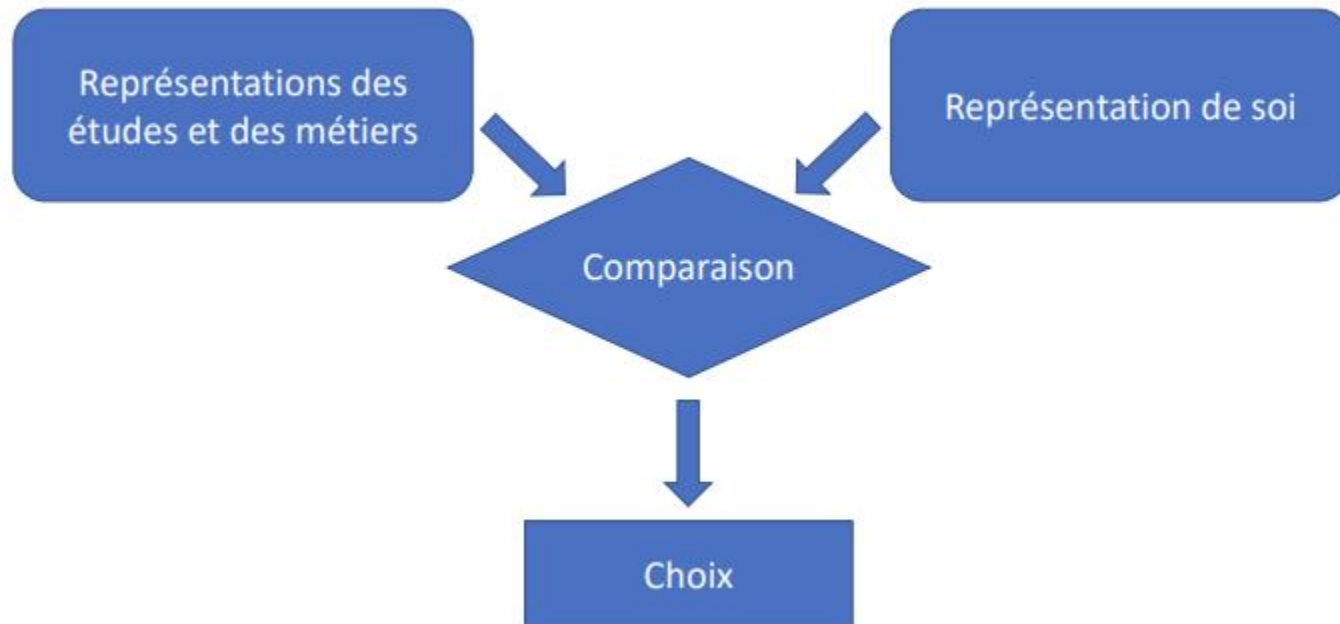 Représentations des
études et des métiers
Représentation de soi
Comparaison
Choix